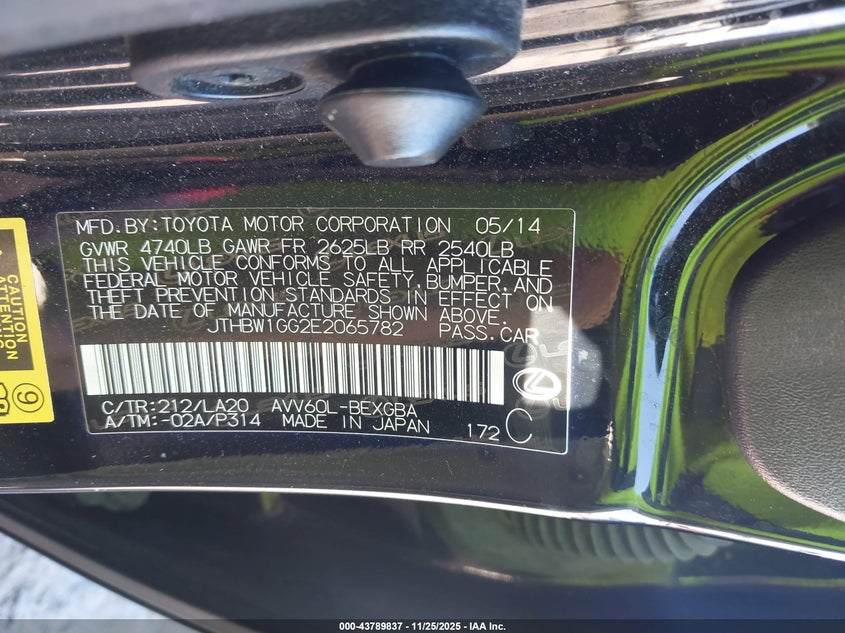 MFD. BY: TOYOTA MOTOR CORPORATION 05/14
GVWR 4740LB GAWR FR 2625LB RR 2540LB
THIS VEHICLE CONFORMS TO ALL APPLICABLE
FEDERAL MOTOR VEHICLE SAFETY, BUMPER, AND
THEFT PREVENTION STANDARDS IN EFFECT ON
THE DATE OF MANUFACTURE SHOWN ABOVE.
JTHBW1GG2E2065782 PASS. CAR
C/TR: 212/LA20 AVV60L-BEXGBA
A/TM: -02A/P314 MADE IN JAPAN 172 C
ATTENTION
9
000-43789837 - 11/25/2025 - IAA Inc.